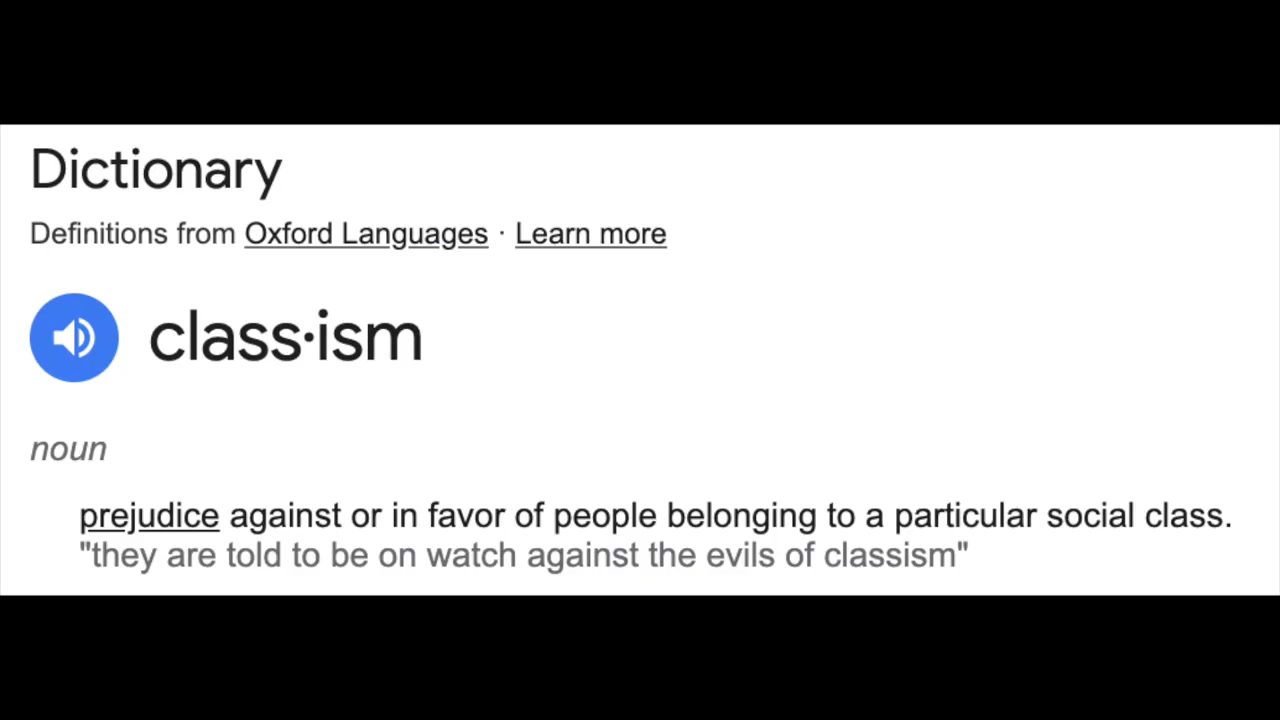 Dictionary
Definitions from Oxford Languages · Learn more
class·ism
noun
prejudice against or in favor of people belonging to a particular social class.
"they are told to be on watch against the evils of classism"